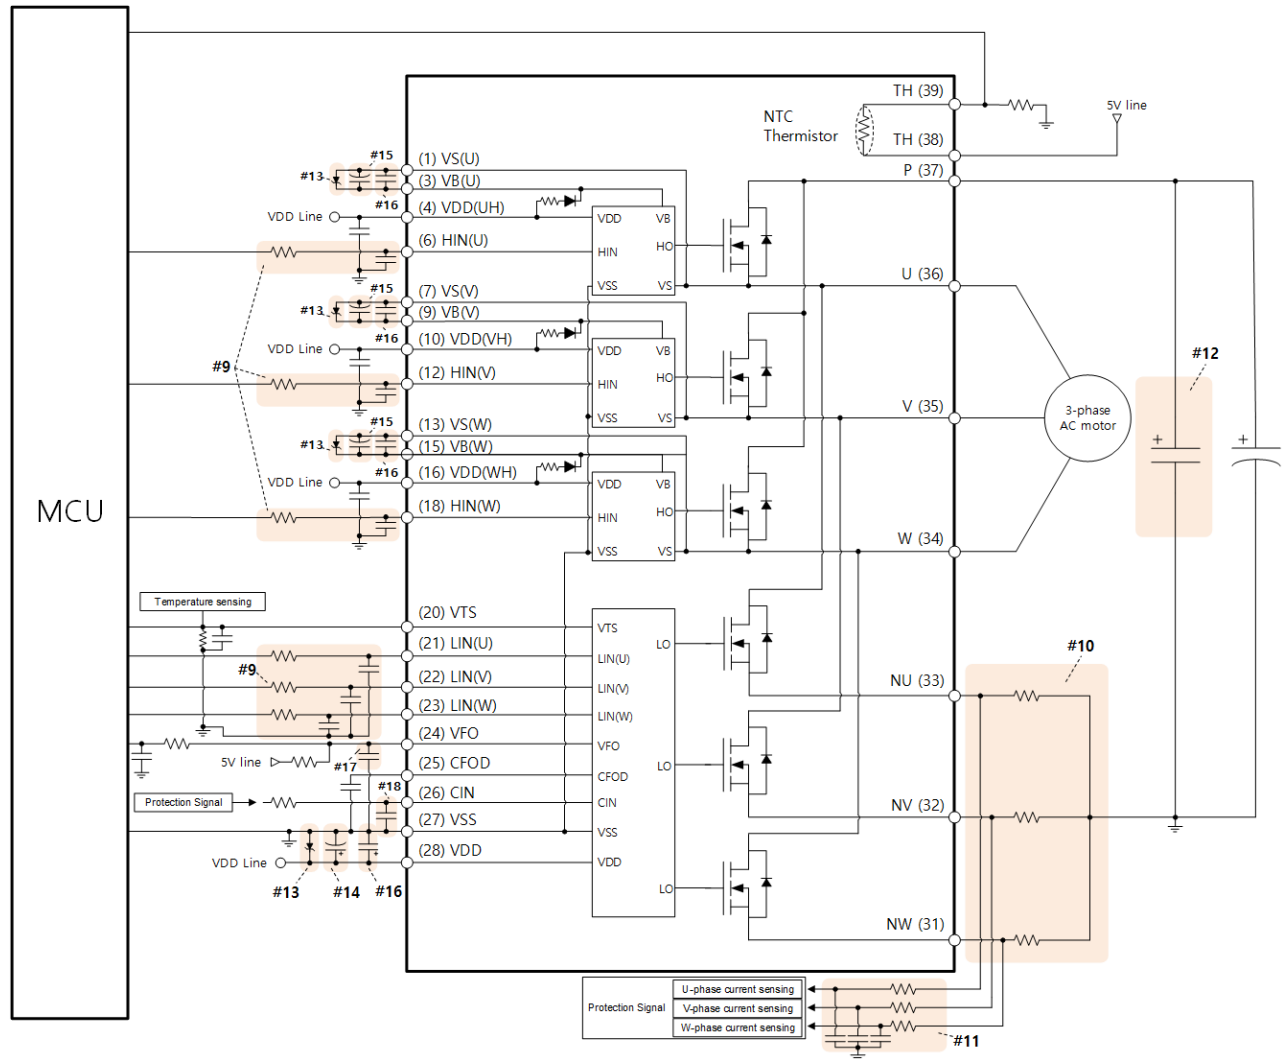 MCU
TH (39)
NTC
Thermistor
5V line
TH (38)
P (37)
#15
(1) VS(U)
#13
(3) VB(U)
#16
(4) VDD(UH)
VDD Line
VDD
VB
(6) HIN(U)
HIN
HO
U (36)
VSS
VS
#15
(7) VS(V)
#13
(9) VB(V)
#16
(10) VDD(VH)
VDD Line
VDD
VB
#9
(12) HIN(V)
HIN
HO
#12
V (35)
VSS
VS
3-phase
AC motor
+
+
#15
(13) VS(W)
#13
(15) VB(W)
#16
(16) VDD(WH)
VDD Line
VDD
VB
(18) HIN(W)
HIN
HO
W (34)
VSS
VS
Temperature sensing
(20) VTS
VTS
(21) LIN(U)
LIN(U)
LO
#9
(22) LIN(V)
LIN(V)
#10
NU (33)
(23) LIN(W)
LIN(W)
(24) VFO
VFO
5V line
#17
(25) CFOD
CFOD
LO
#18
Protection Signal
(26) CIN
CIN
NV (32)
(27) VSS
VSS
+
+
VDD Line
(28) VDD
VDD
#13
#14
#16
LO
NW (31)
Protection Signal
U-phase current sensing
V-phase current sensing
W-phase current sensing
#11